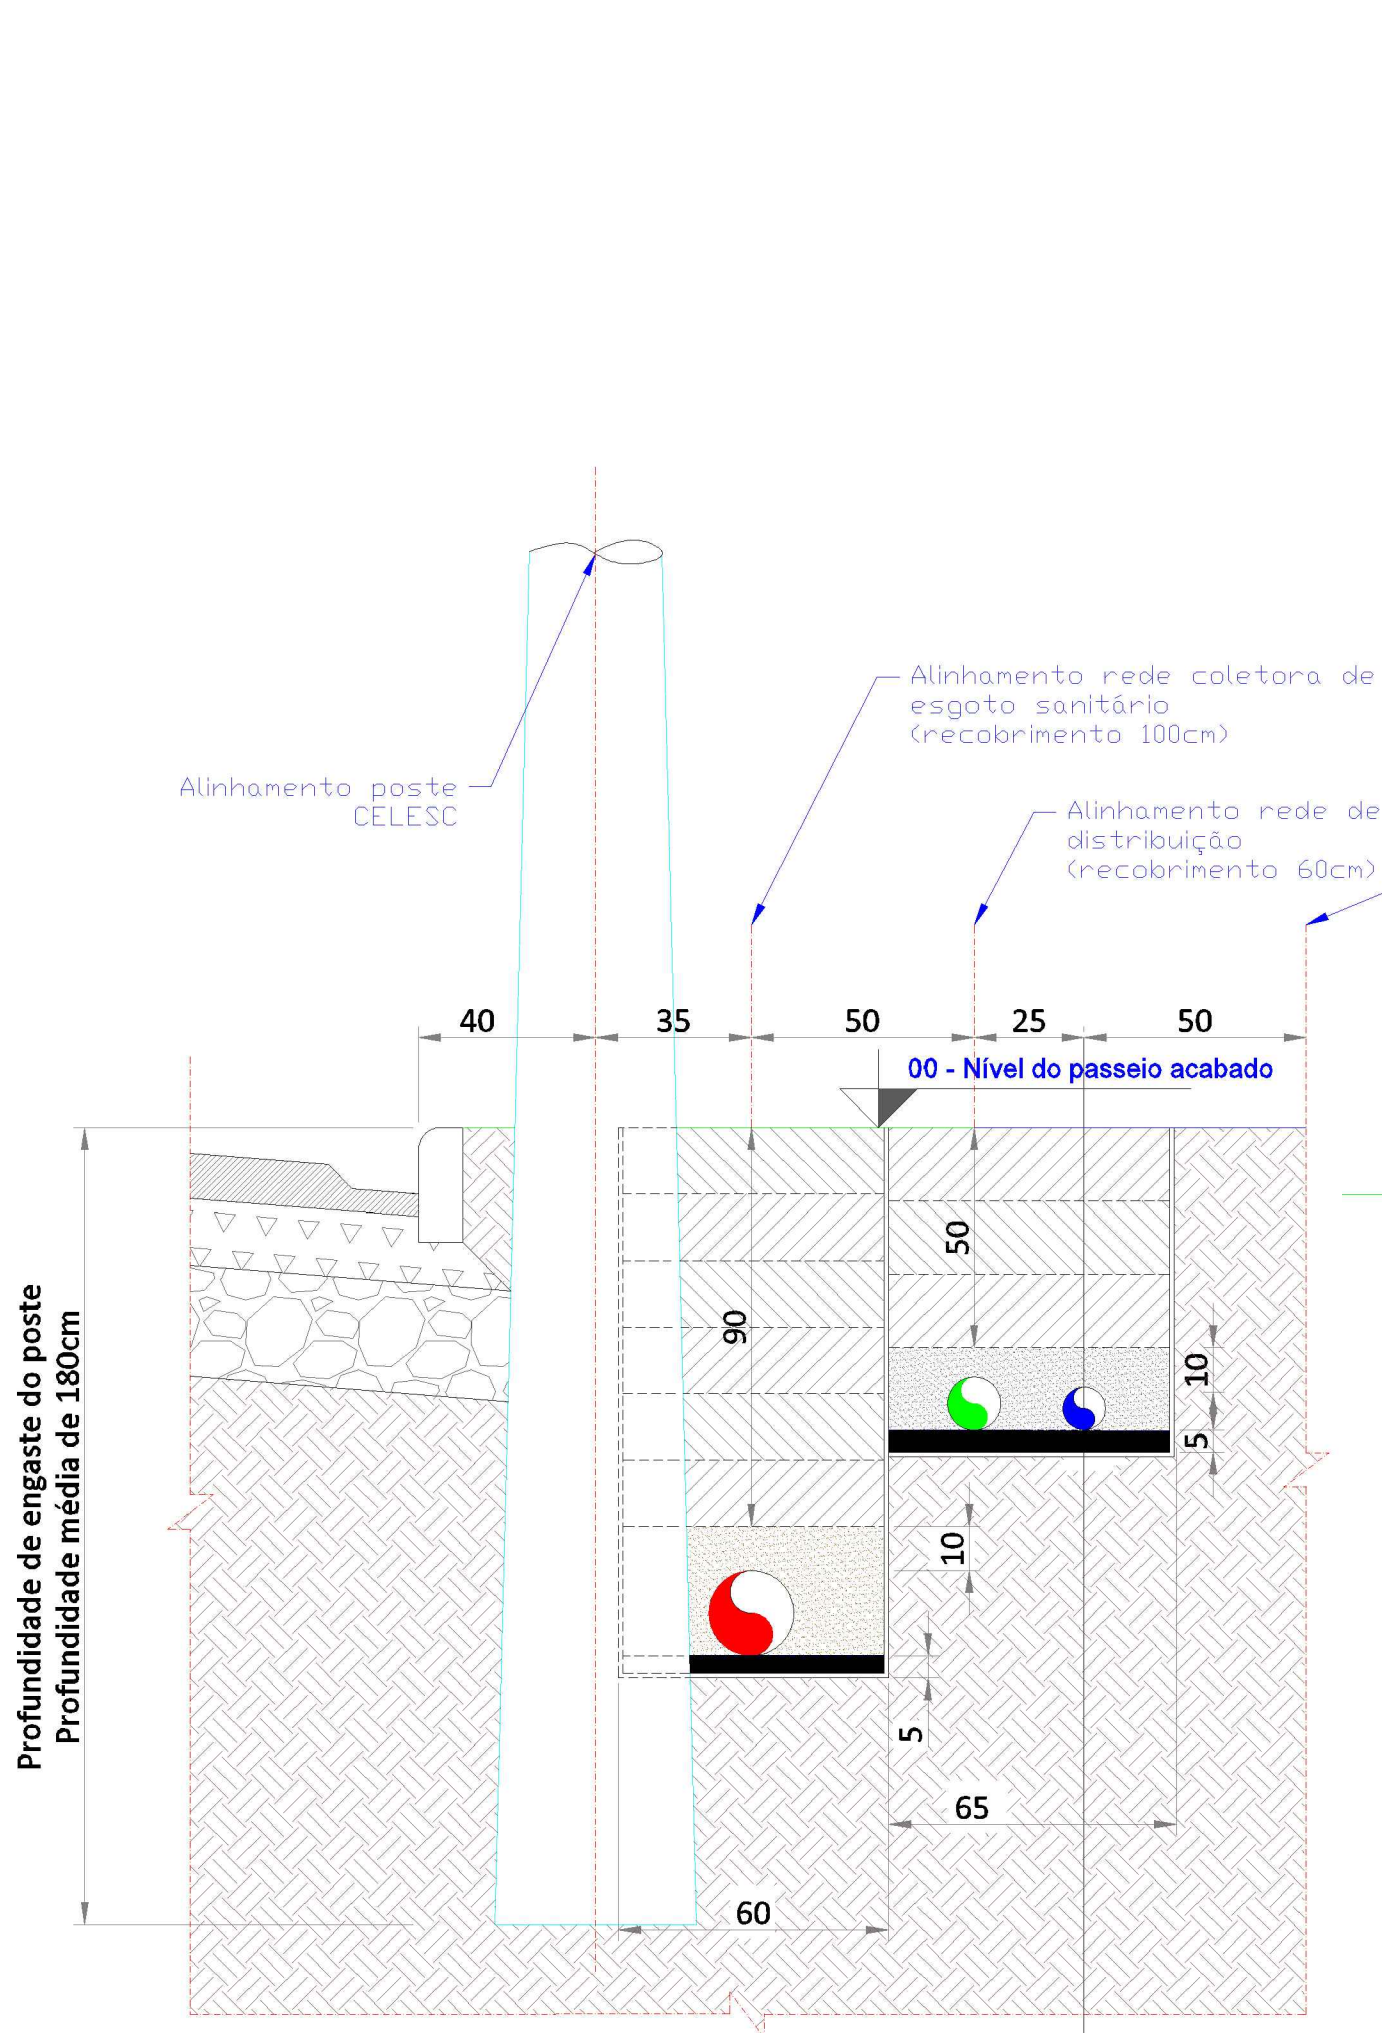 Alinhamento rede coletora de
esgoto sanitário
(recobrimento 100cm)
Alinhamento poste
CELESC
Alinhamento rede de
distribuição
(recobrimento 60cm)
40
35
50
25
50
00 - Nível do passeio acabado
50
90
10
5
10
5
65
60
Profundidade de engaste do poste
Profundidade média de 180cm